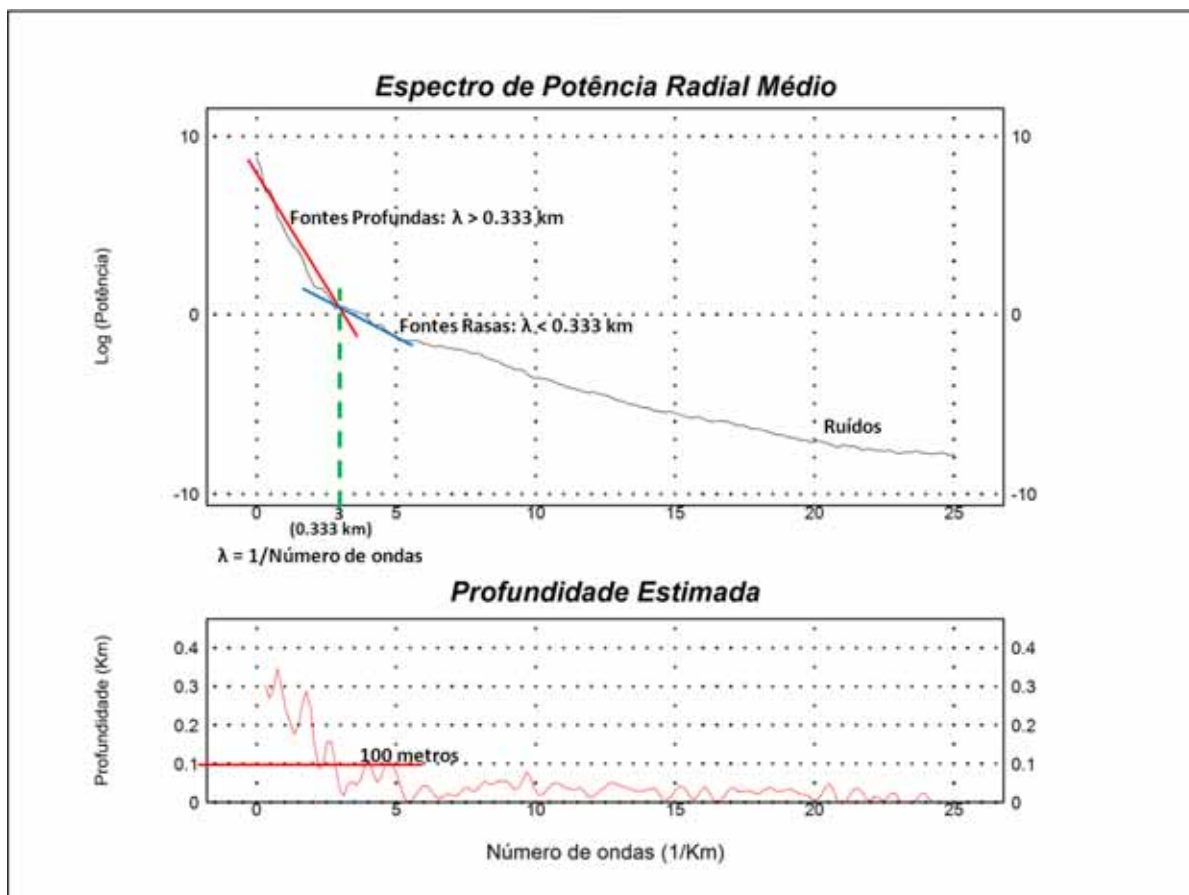 Espectro de Potência Radial Médio
10 10
Fontes Profundas: λ > 0.333 km
Log (Potência)
0 0
Fontes Rasas: λ < 0.333 km
Ruídos
-10 -10
0 3 5 10 15 20 25
(0.333 km)
λ = 1/Número de ondas
Profundidade Estimada
Profundidade (Km)
0.4 0.4
0.3 0.3
0.2 0.2
100 metros
0.1 0.1
0 0
0 5 10 15 20 25
Número de ondas (1/Km)